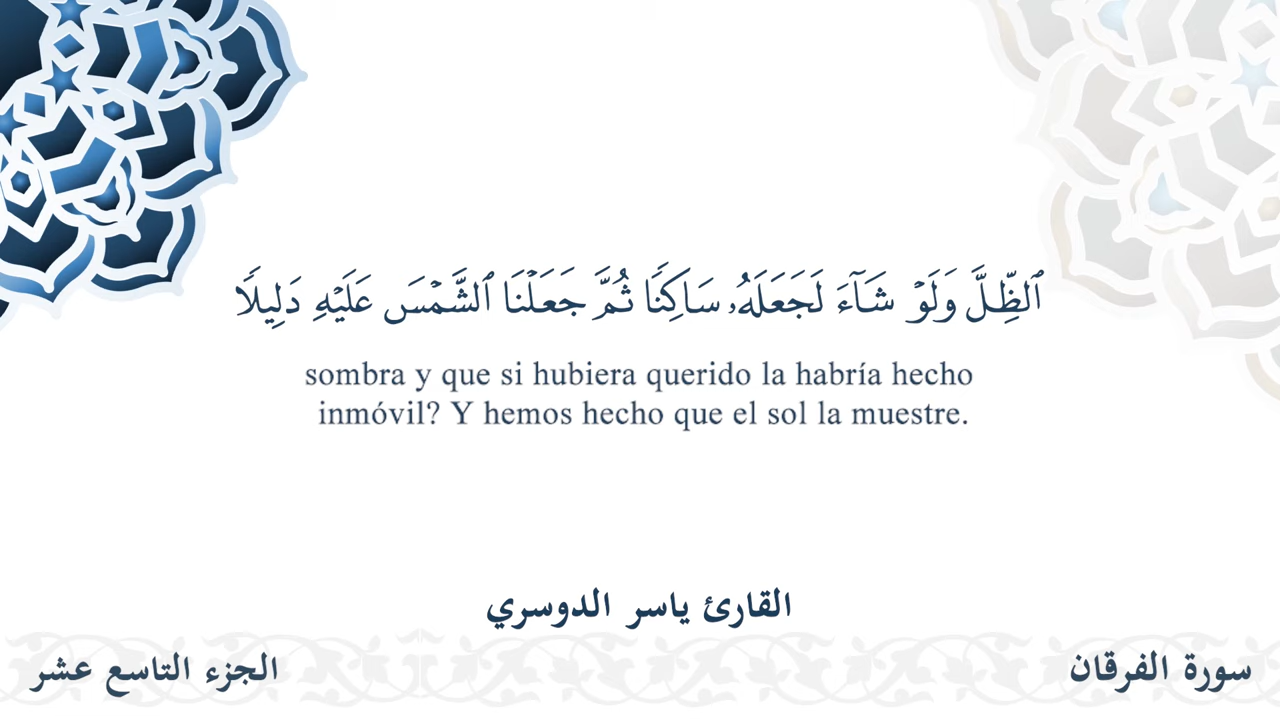 ٱلظِّلَّ وَلَوۡ شَآءَ لَجَعَلَهُۥ سَاكِنٗا ثُمَّ جَعَلۡنَا ٱلشَّمۡسَ عَلَيۡهِ دَلِيلٗا
sombra y que si hubiera querido la habría hecho
inmóvil? Y hemos hecho que el sol la muestre.
القارئ ياسر الدوسري
سورة الفرقان
الجزء التاسع عشر